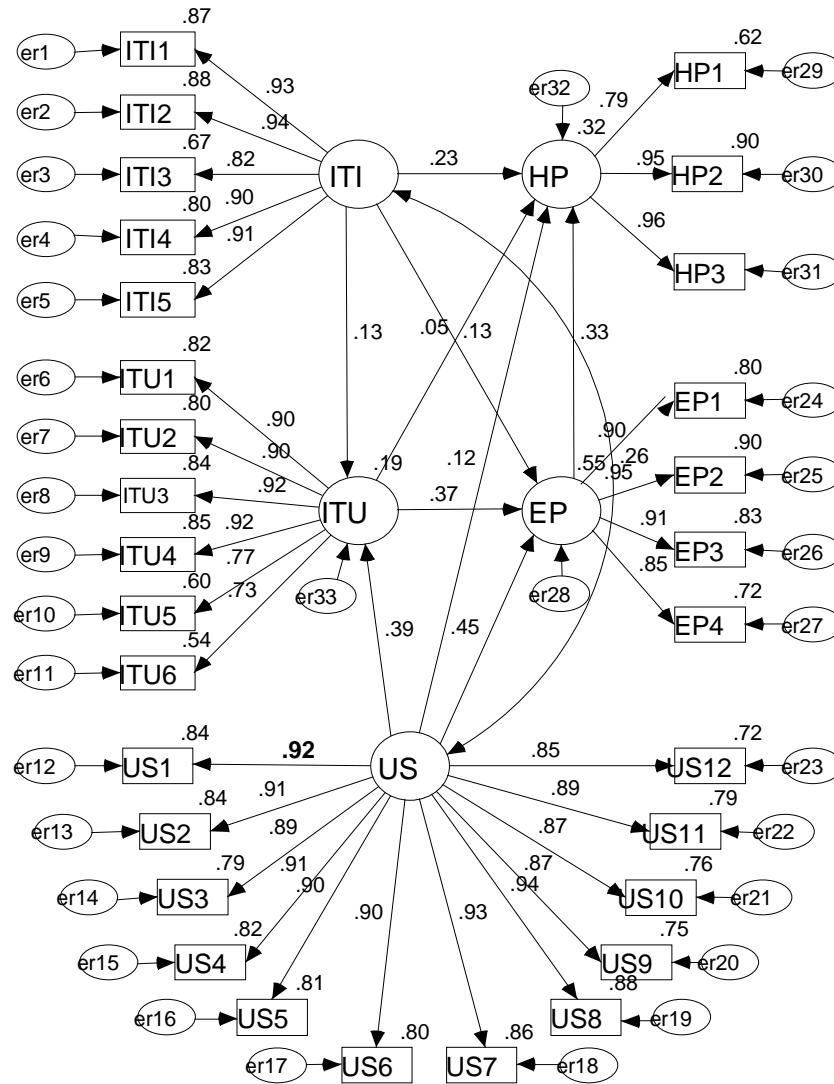 .87
er1 ITI1
.62
HP1 er29
.93
.88
er2 ITI2
er32
.79
.94
.32
.67
er3 ITI3
.82
ITI
.23
HP
.95
.90
HP2 er30
.80
.90
er4 ITI4
.91
.96
.83
er5 ITI5
HP3 er31
.13
.05
.13
.33
.82
er6 ITU1
.80
EP1 er24
.80
er7 ITU2
.90
.90
.90
.26
.90
EP2 er25
.84
er8 ITU3
.92
.19
.12
.55
.95
.85
er9 ITU4
.92
ITU
.37
EP
.91
.83
EP3 er26
.77
.60
er10 ITU5
.73
er33
er28
.85
.72
EP4 er27
.54
er11 ITU6
.39
.45
.84
er12 US1
.92
US
.85
.72
US12 er23
.84
er13 US2
.91
.89
.79
US11 er22
.79
er14 US3
.89
.87
.76
US10 er21
.82
er15 US4
.91
.87
.75
US9 er20
.81
er16 US5
.90
.94
.88
US8 er19
.80
er17 US6
.90
.93
.86
US7 er18